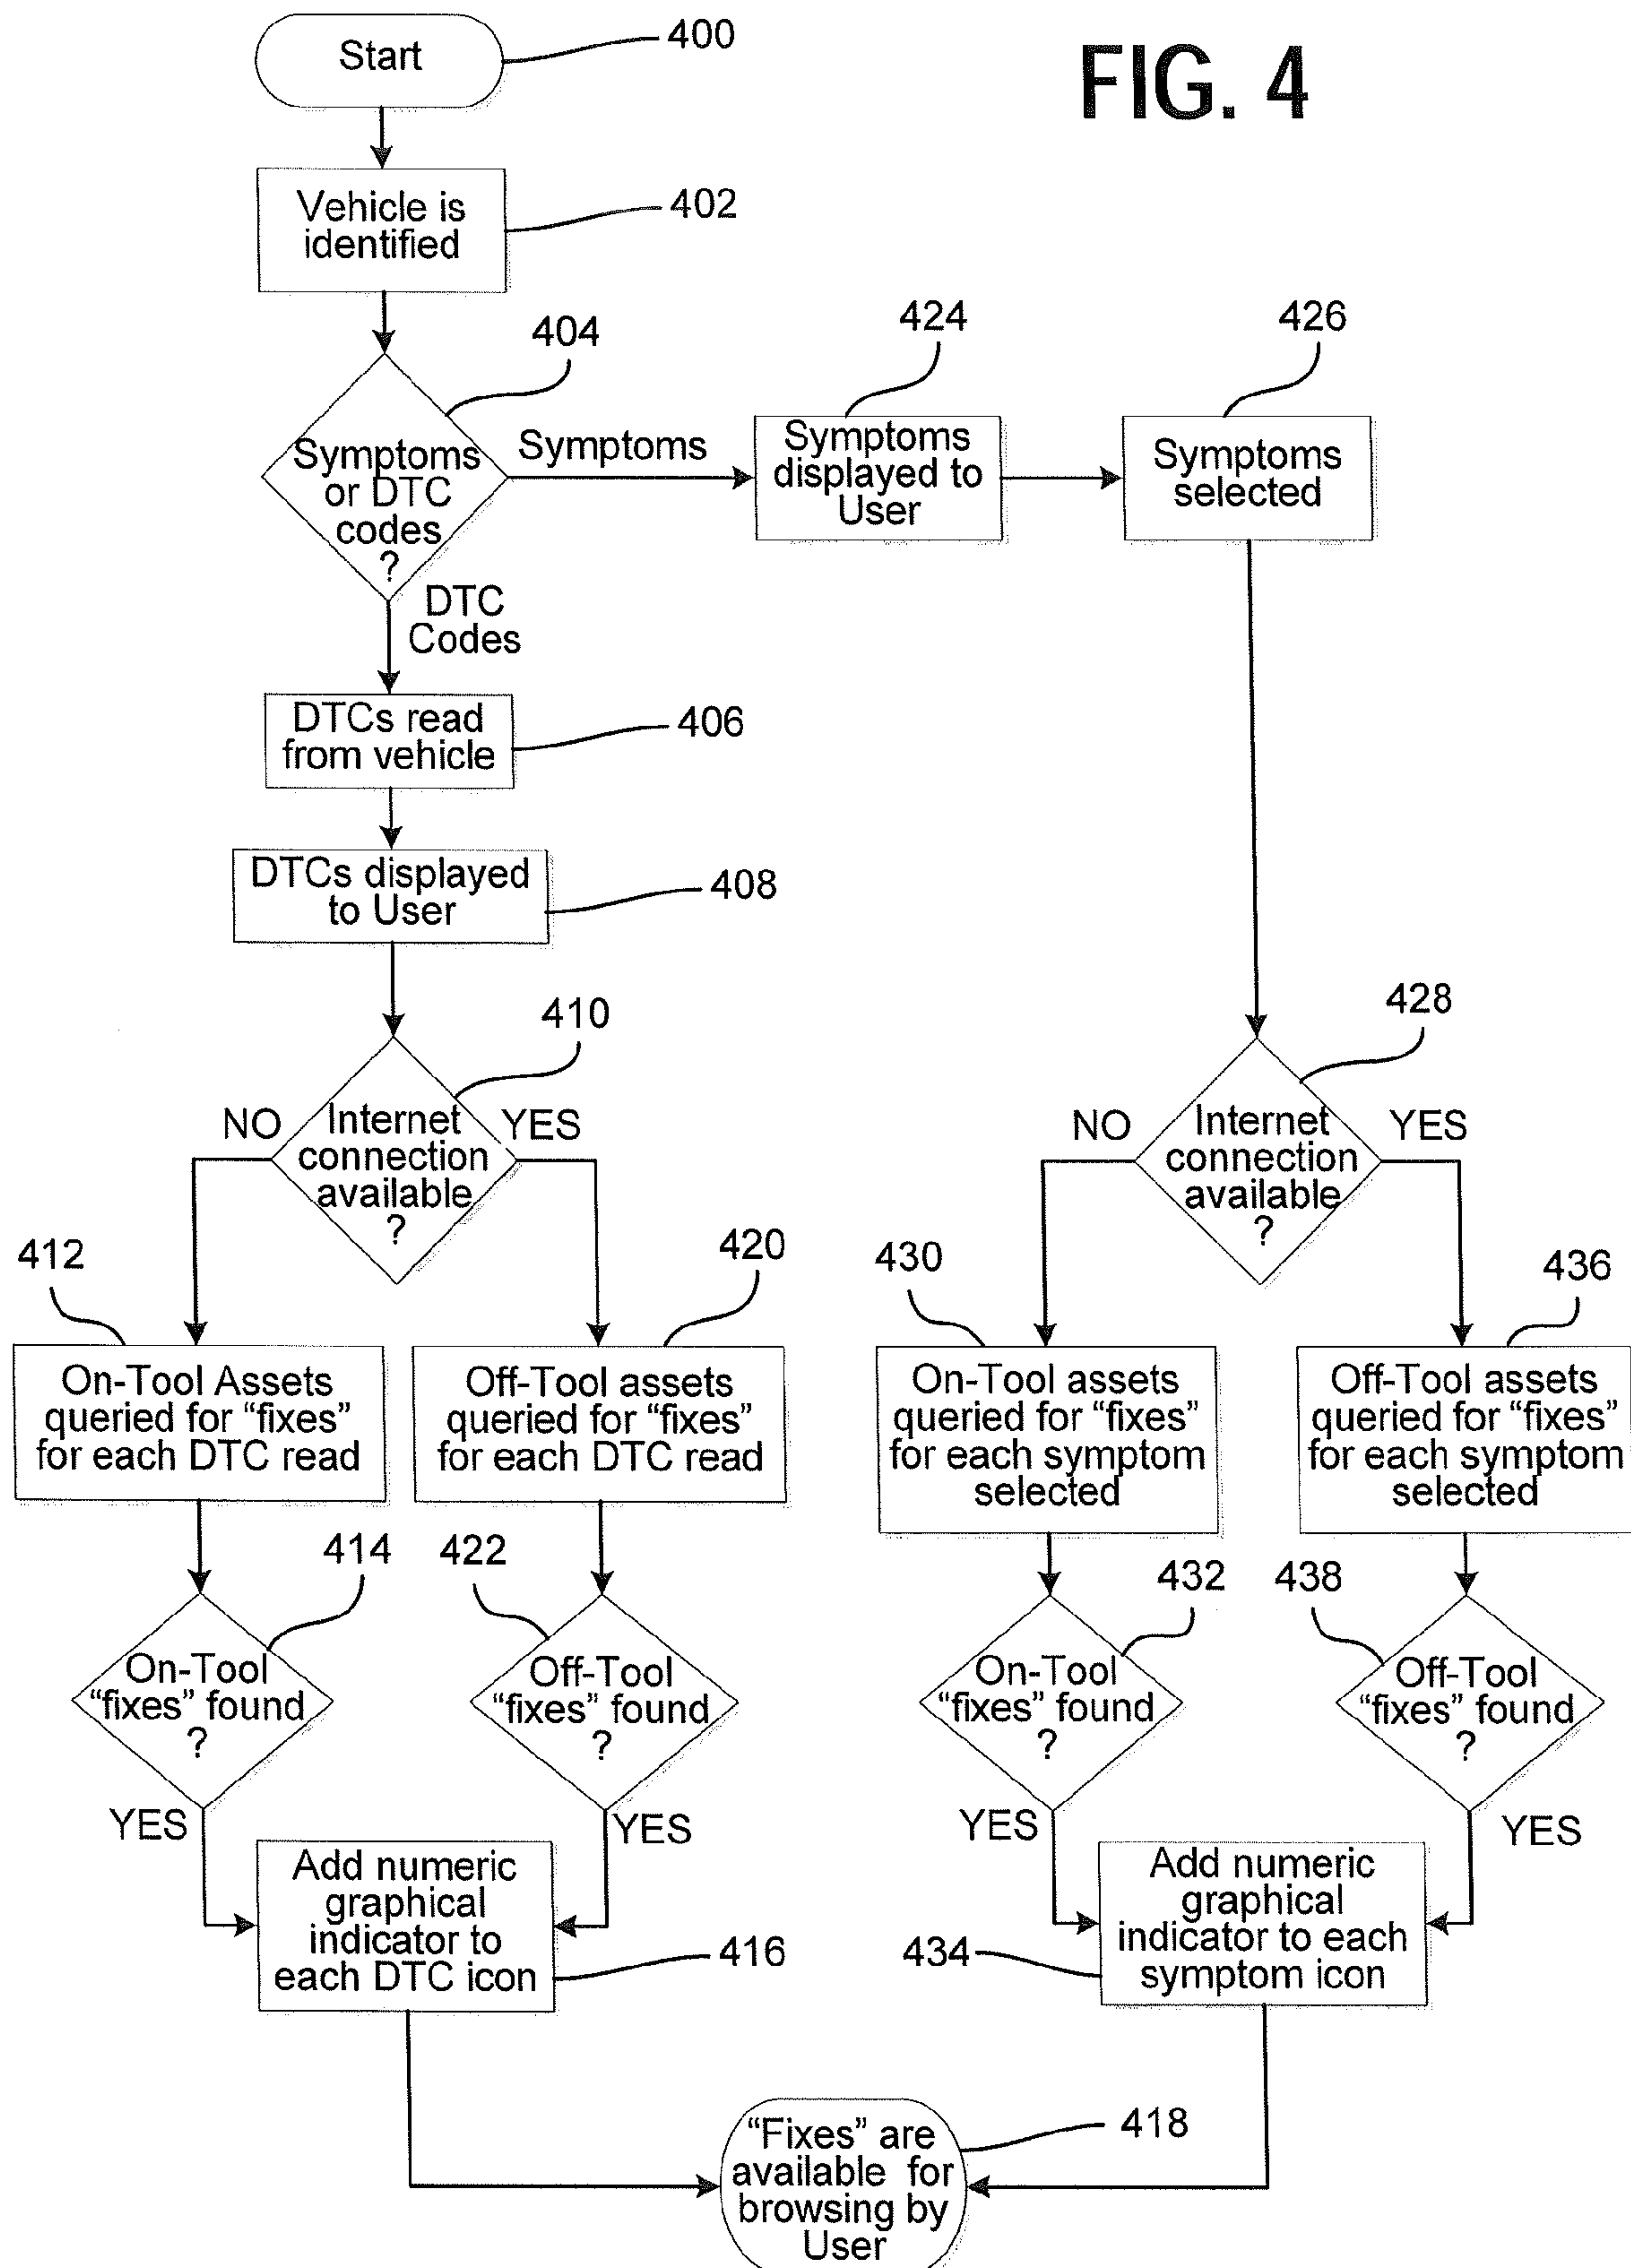 FIG. 4
Start
400
Vehicle is
identified
402
404
Symptoms
or DTC
codes
?
Symptoms
424
Symptoms
displayed to
User
426
Symptoms
selected
DTC
Codes
DTCs read
from vehicle
406
DTCs displayed
to User
408
410
NO
Internet
connection
available
?
YES
428
NO
Internet
connection
available
?
YES
412
On-Tool Assets
queried for “fixes”
for each DTC read
420
Off-Tool assets
queried for “fixes”
for each DTC read
430
On-Tool assets
queried for “fixes”
for each symptom
selected
436
Off-Tool assets
queried for “fixes”
for each symptom
selected
414
On-Tool
“fixes” found
?
YES
422
Off-Tool
“fixes” found
?
YES
432
On-Tool
“fixes” found
?
YES
438
Off-Tool
“fixes” found
?
YES
Add numeric
graphical
indicator to
each DTC icon
416
434
Add numeric
graphical
indicator to each
symptom icon
“Fixes” are
available for
browsing by
User
418